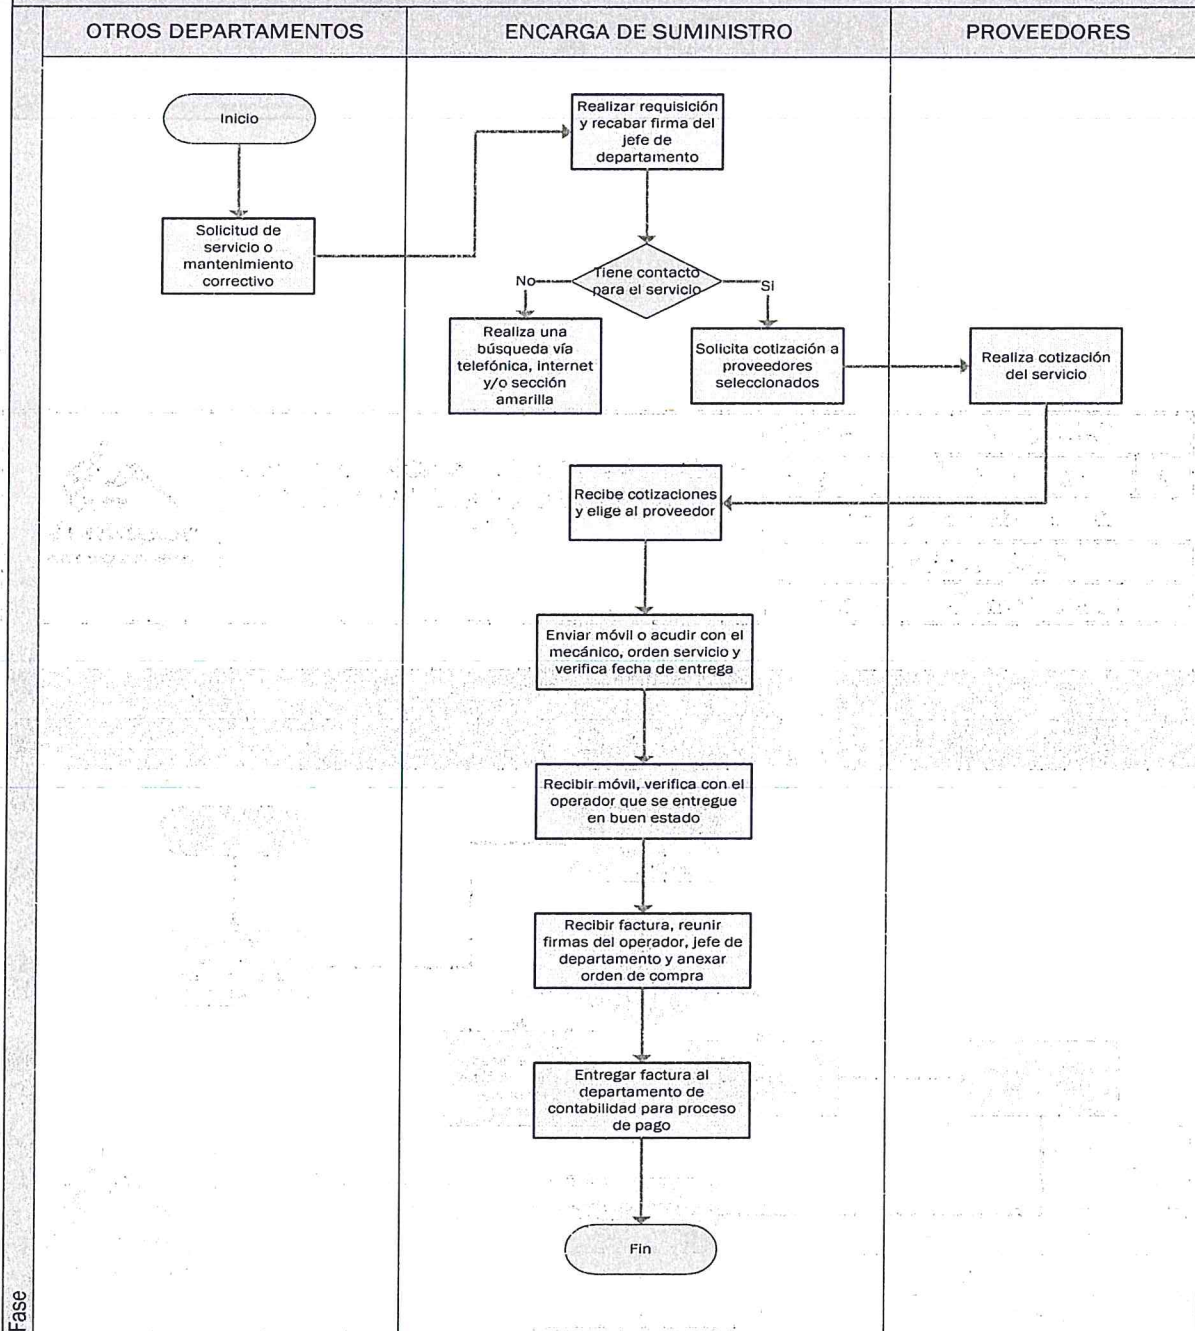 OTROS DEPARTAMENTOS
ENCARGA DE SUMINISTRO
PROVEEDORES
Inicio
Solicitud de
servicio o
mantenimiento
correctivo
Realizar requisición
y recabar firma del
jefe de
departamento
Tiene contacto
para el servicio
No
Si
Realiza una
búsqueda vía
telefónica, internet
y/o sección
amarilla
Solicita cotización a
proveedores
seleccionados
Realiza cotización
del servicio
Recibe cotizaciones
y elige al proveedor
Enviar móvil o acudir con el
mecánico, orden servicio y
verifica fecha de entrega
Recibir móvil, verifica con el
operador que se entregue
en buen estado
Recibir factura, reunir
firmas del operador, jefe de
departamento y anexar
orden de compra
Entregar factura al
departamento de
contabilidad para proceso
de pago
Fin
Fase